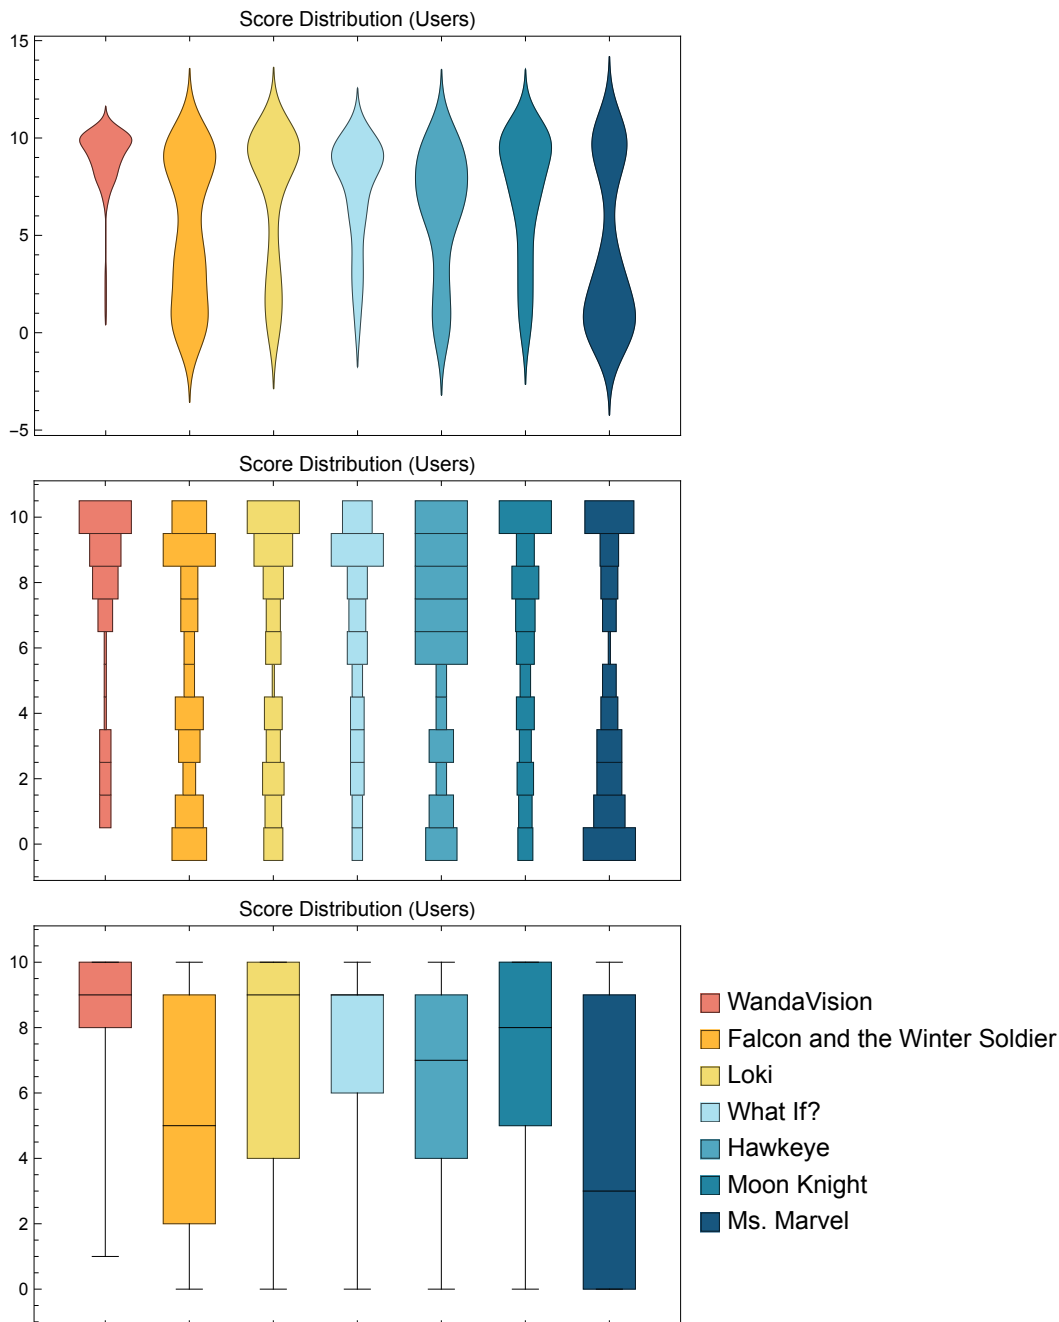 Score Distribution (Users)
15
10
5
0
−5
Score Distribution (Users)
10
8
6
4
2
0
Score Distribution (Users)
10
8
6
4
2
0
WandaVision
Falcon and the Winter Soldier
Loki
What If?
Hawkeye
Moon Knight
Ms. Marvel